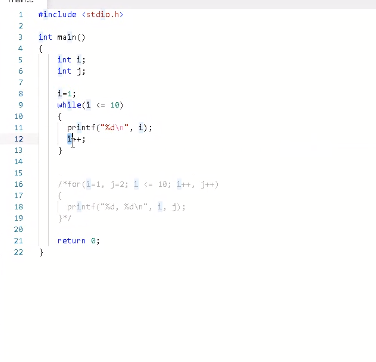 1 #include <stdio.h>
2
3 int main()
4 {
5 int i;
6 int j;
7
8 i=1;
9 while(i <= 10)
10 {
11 printf("%d\n", i);
12 i++;
13 }
14
15
16 /*for(i=1, j=2; i <= 10; i++, j++)
17 {
18 printf("%d, %d\n", i, j);
19 }*/
20
21 return 0;
22 }